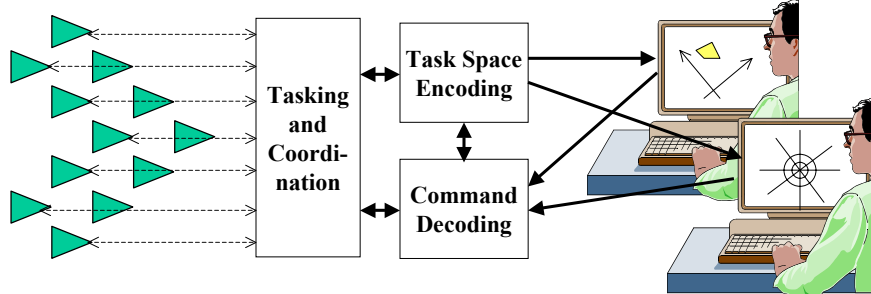 Tasking
and
Coordi-
nation
Task Space
Encoding
Command
Decoding